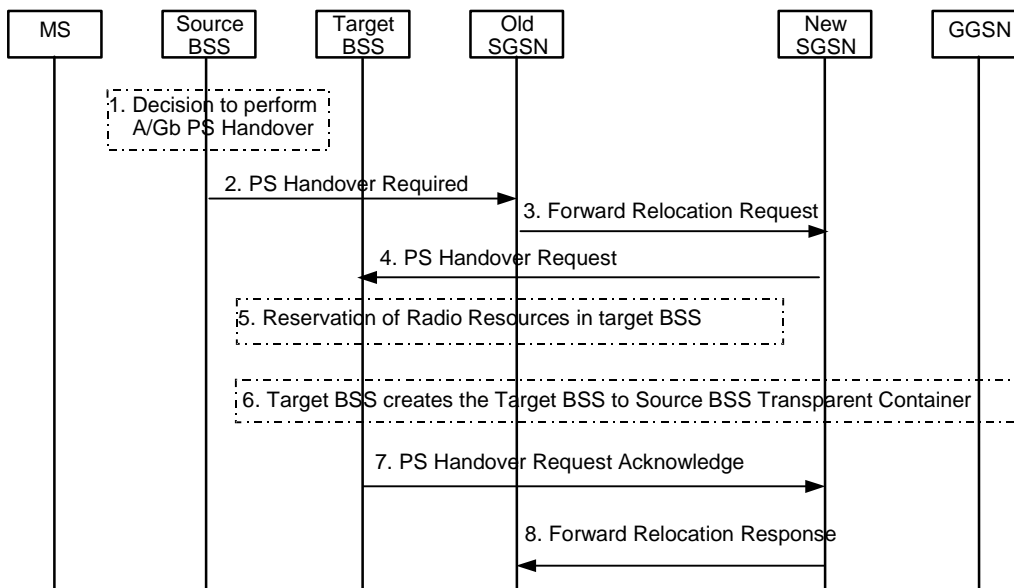 MS
Source
BSS
Target
BSS
Old
SGSN
New
SGSN
GGSN
1. Decision to perform
A/Gb PS Handover
2. PS Handover Required
3. Forward Relocation Request
4. PS Handover Request
5. Reservation of Radio Resources in target BSS
6. Target BSS creates the Target BSS to Source BSS Transparent Container
7. PS Handover Request Acknowledge
8. Forward Relocation Response